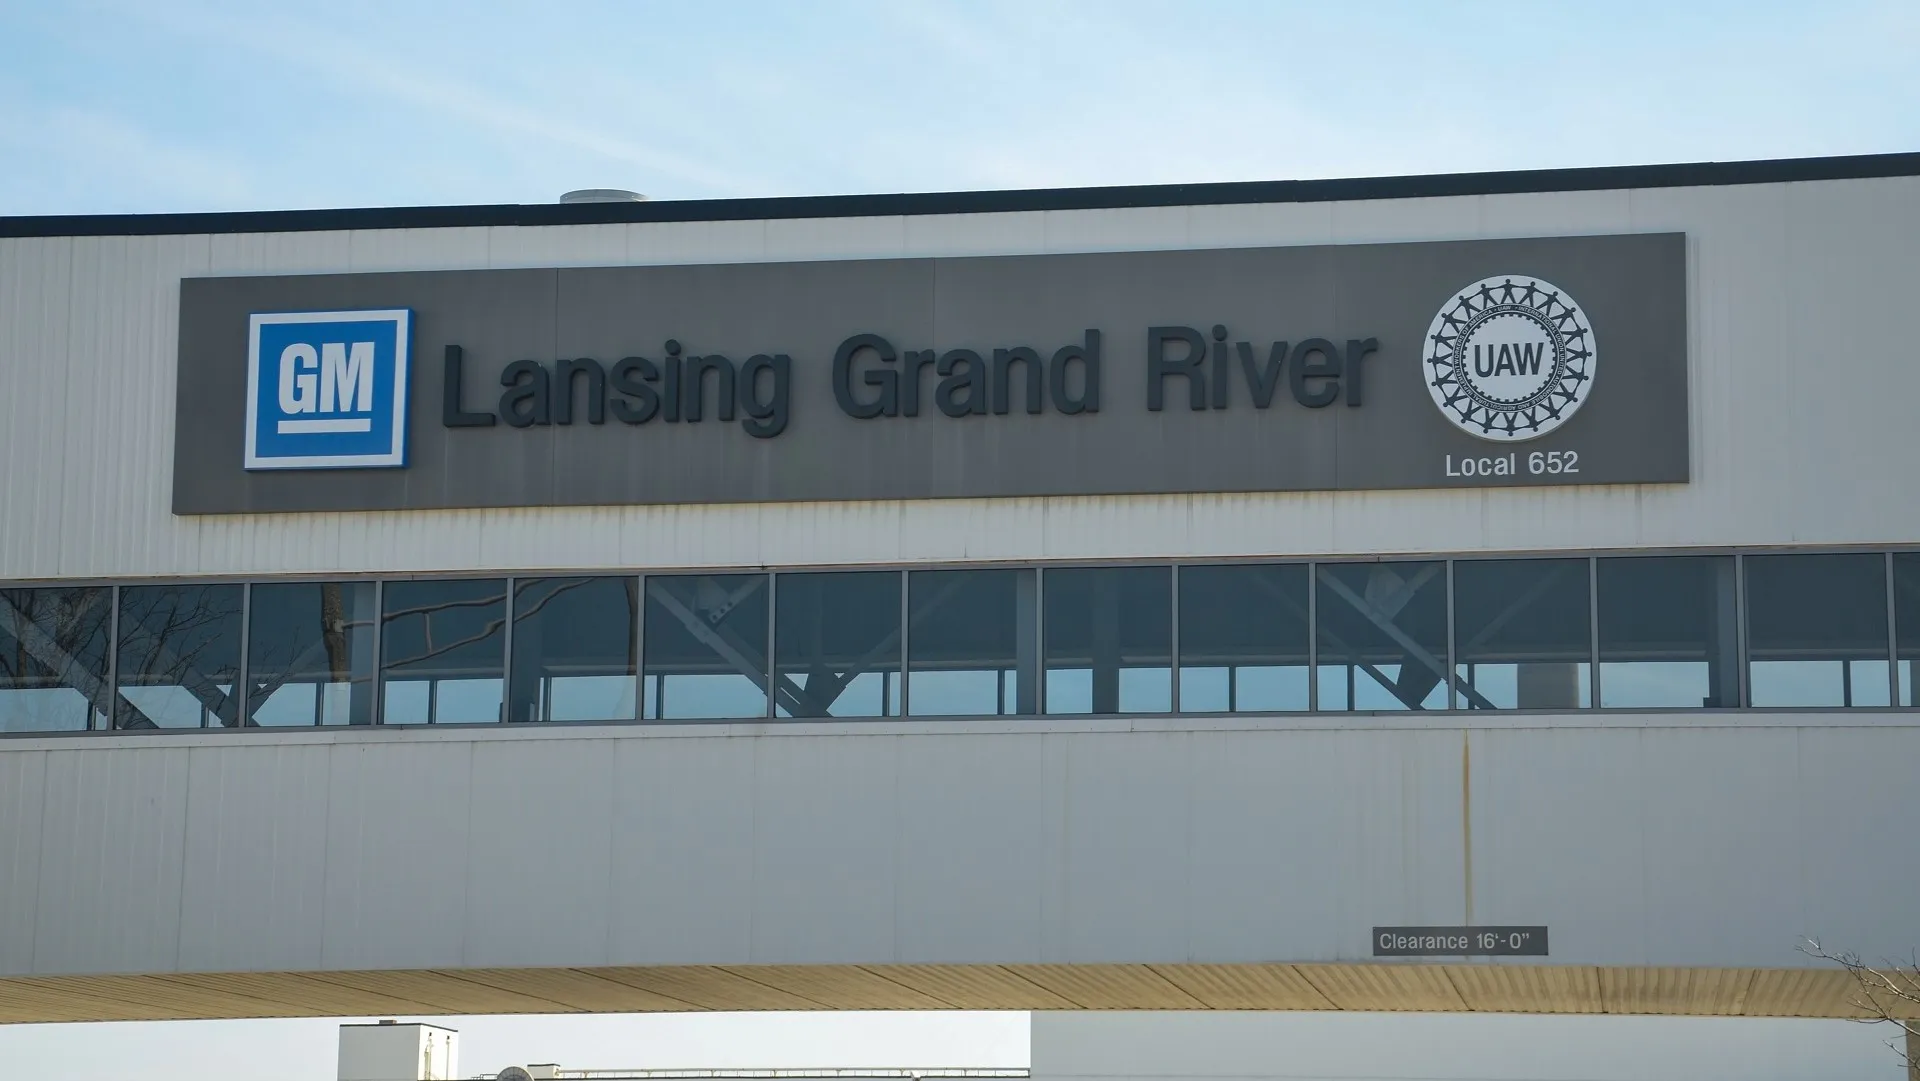 GM
Lansing Grand River
UAW
Local 652
Clearance 16'-0"